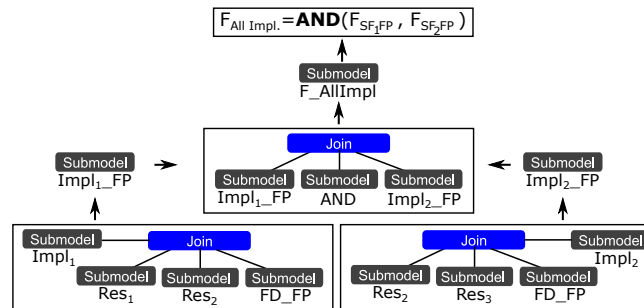 F_All Impl.=AND(F_SF₁FP , F_SF₂FP )
Submodel
F_AllImpl
Join
Submodel Submodel Submodel
Impl₁_FP AND Impl₂_FP
Submodel
Impl₁_FP
Submodel
Impl₂_FP
Submodel Join
Impl₁
Submodel Submodel Submodel
Res₁ Res₂ FD_FP
Join Submodel
Impl₂
Submodel Submodel Submodel
Res₂ Res₃ FD_FP